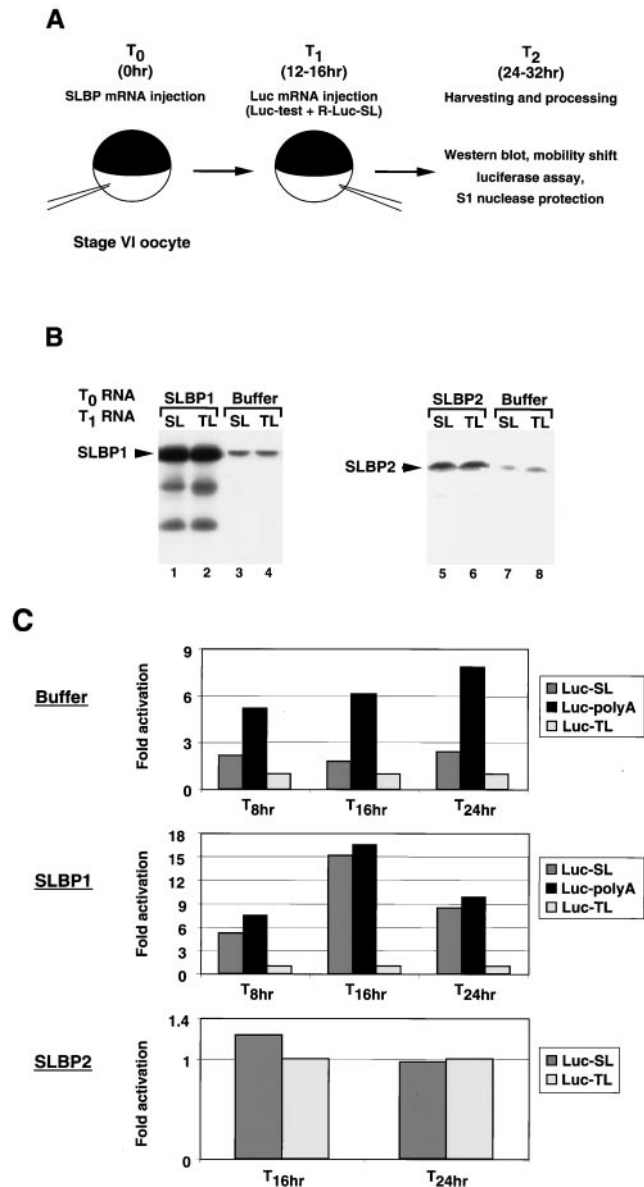 A
T0 T1 T2
(0hr) (12-16hr) (24-32hr)
SLBP mRNA injection Luc mRNA injection Harvesting and processing
(Luc-test + R-Luc-SL)
Western blot, mobility shift
luciferase assay,
S1 nuclease protection
Stage VI oocyte
B
T0 RNA SLBP1 Buffer SLBP2 Buffer
T1 RNA SL TL SL TL SL TL SL TL
SLBP1 SLBP2
1 2 3 4 5 6 7 8
C
Buffer
Fold activation
9
6
3
0
T8hr T16hr T24hr
Luc-SL
Luc-polyA
Luc-TL
SLBP1
Fold activation
18
15
12
9
6
3
0
T8hr T16hr T24hr
Luc-SL
Luc-polyA
Luc-TL
SLBP2
Fold activation
1.4
1
0
T16hr T24hr
Luc-SL
Luc-TL